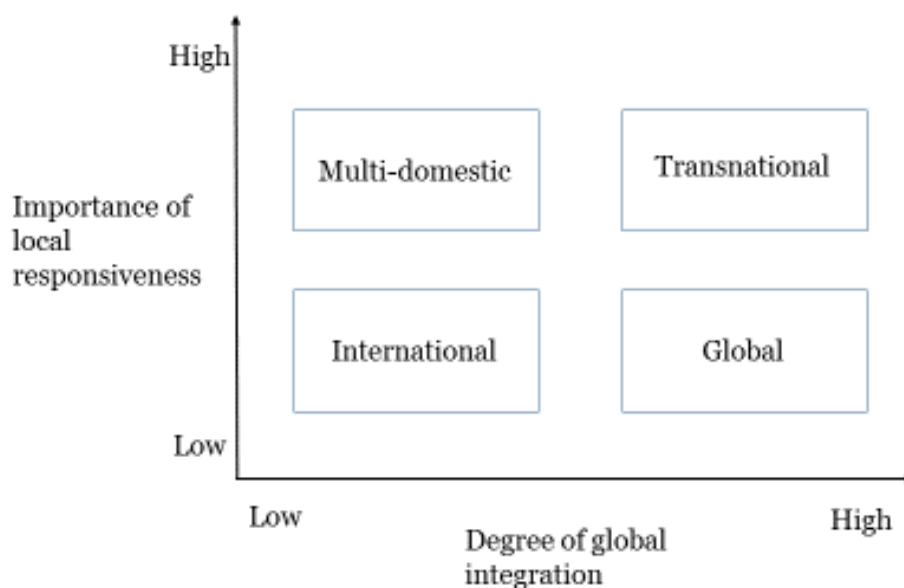 High
Multi-domestic
Transnational
Importance of
local
responsiveness
International
Global
Low
Low
High
Degree of global
integration